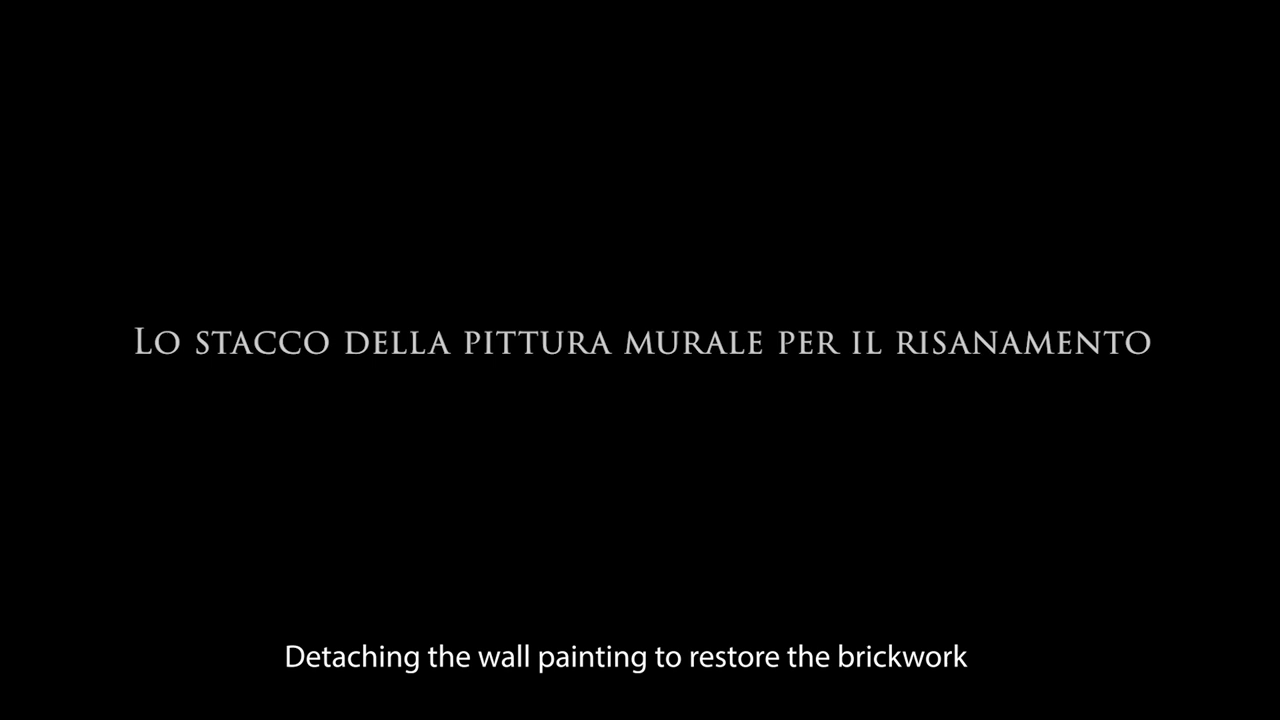 Lo stacco della pittura murale per il risanamento
Detaching the wall painting to restore the brickwork